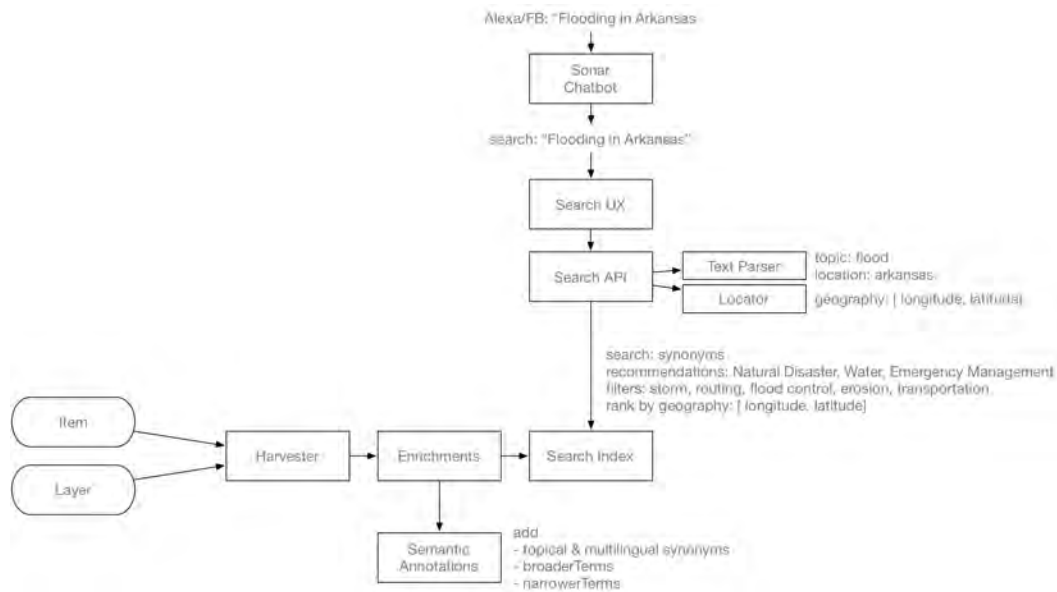 Alexa/FB: "Flooding in Arkansas
Sonar
Chatbot
search: "Flooding in Arkansas"
Search UX
Search API
Text Parser
topic: flood
location: arkansas
Locator
geography: [ longitude, latitude]
search: synonyms
recommendations: Natural Disaster, Water, Emergency Management
filters: storm, routing, flood control, erosion, transportation
rank by geography: [ longitude, latitude]
Item
Layer
Harvester
Enrichments
Search Index
Semantic
Annotations
add
- topical & multilingual synonyms
- broaderTerms
- narrowerTerms